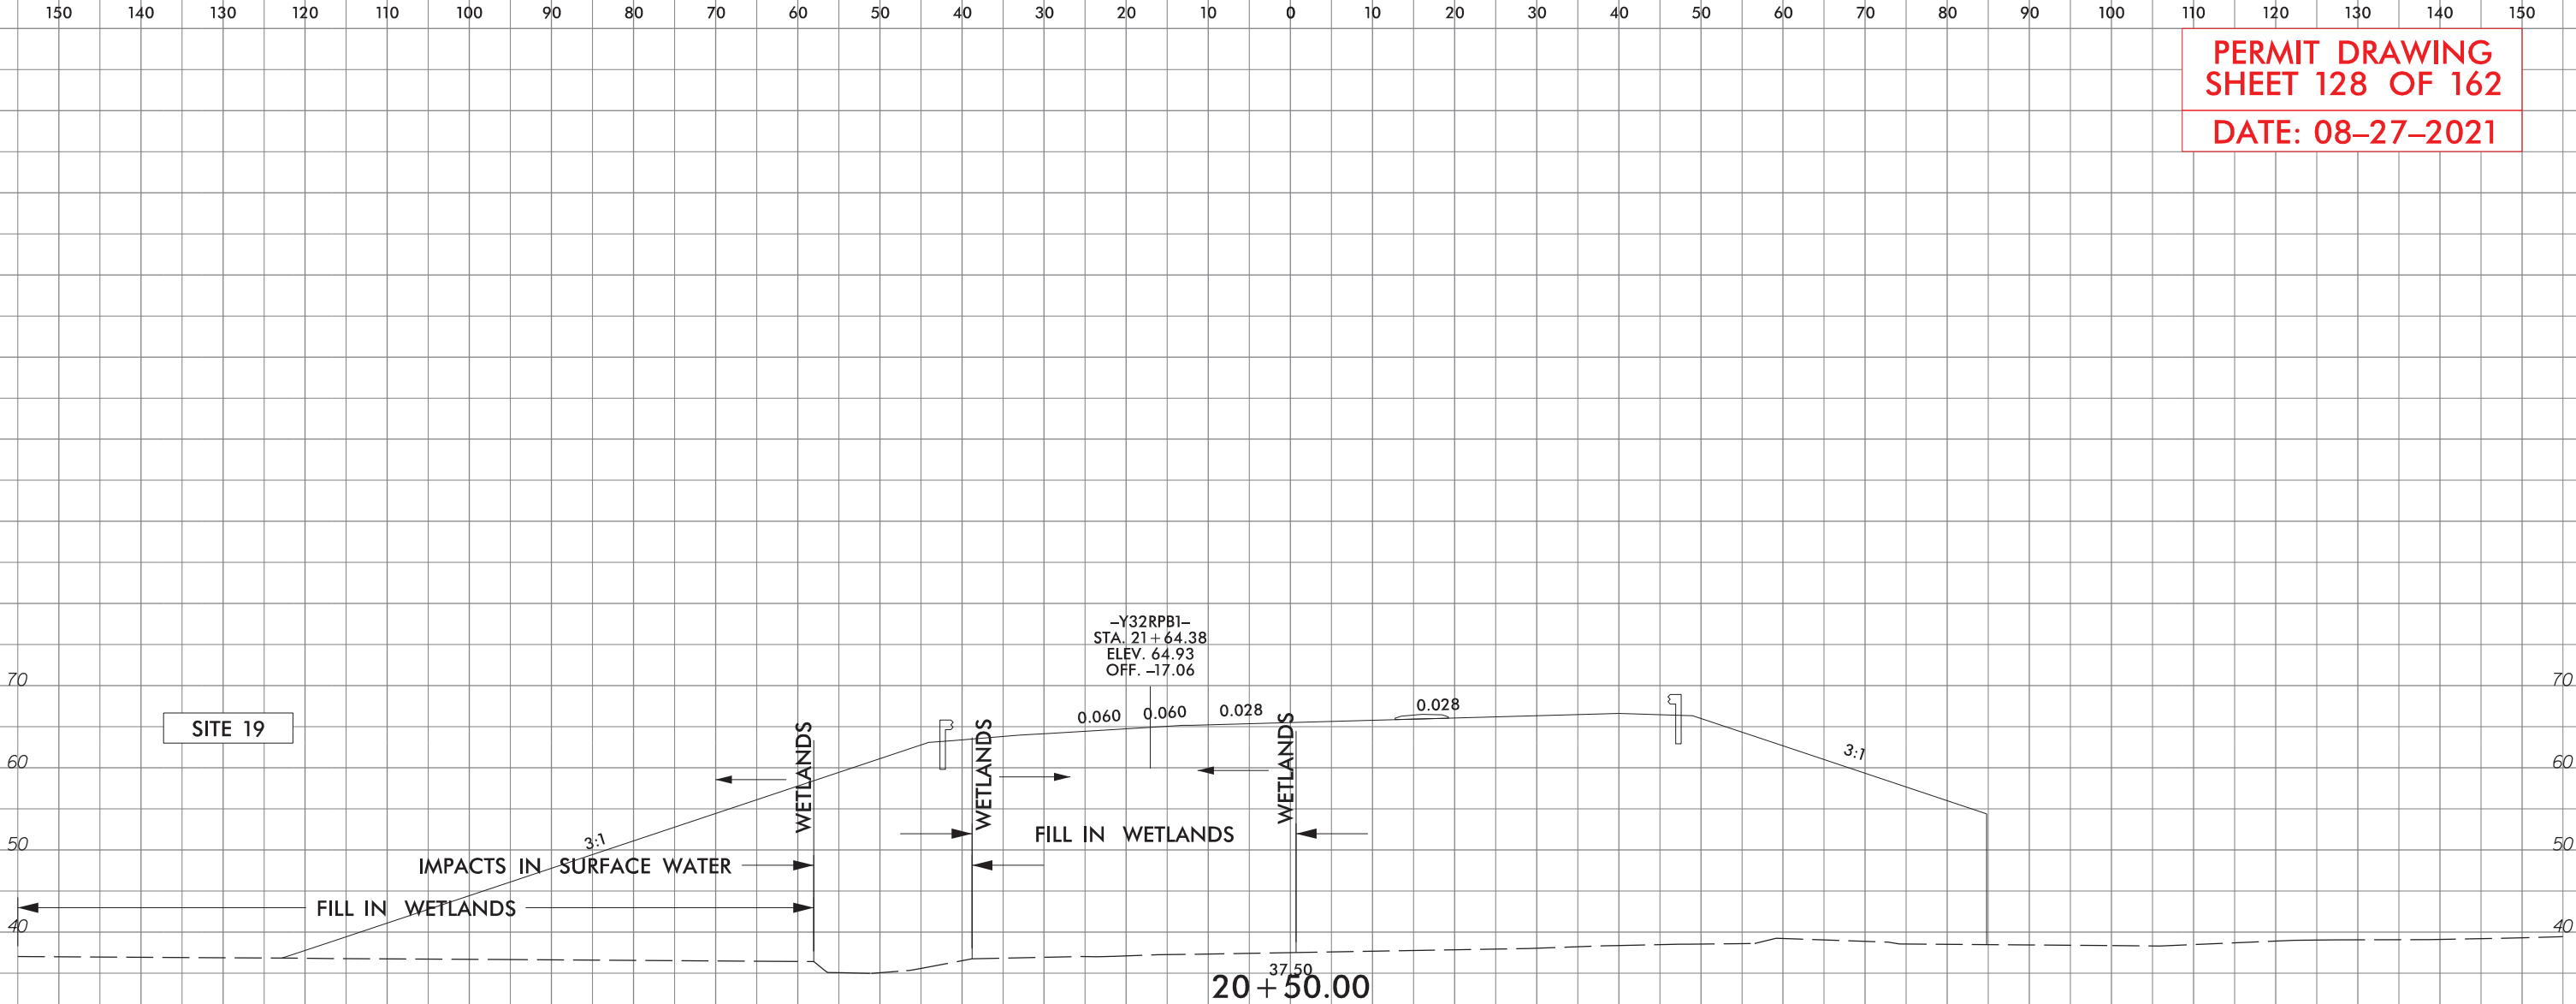 150 140 130 120 110 100 90 80 70 60 50 40 30 20 10 0 10 20 30 40 50 60 70 80 90 100 110 120 130 140 150
PERMIT DRAWING
SHEET 128 OF 162
DATE: 08–27–2021
–Y32RPB1–
STA. 21+64.38
ELEV. 64.93
OFF. –17.06
70 70
SITE 19
0.060 0.060 0.028 0.028
WETLANDS
WETLANDS
WETLANDS
3:1
60 60
3:1
FILL IN WETLANDS
50 50
IMPACTS IN SURFACE WATER
FILL IN WETLANDS
40 40
37.50
20+50.00